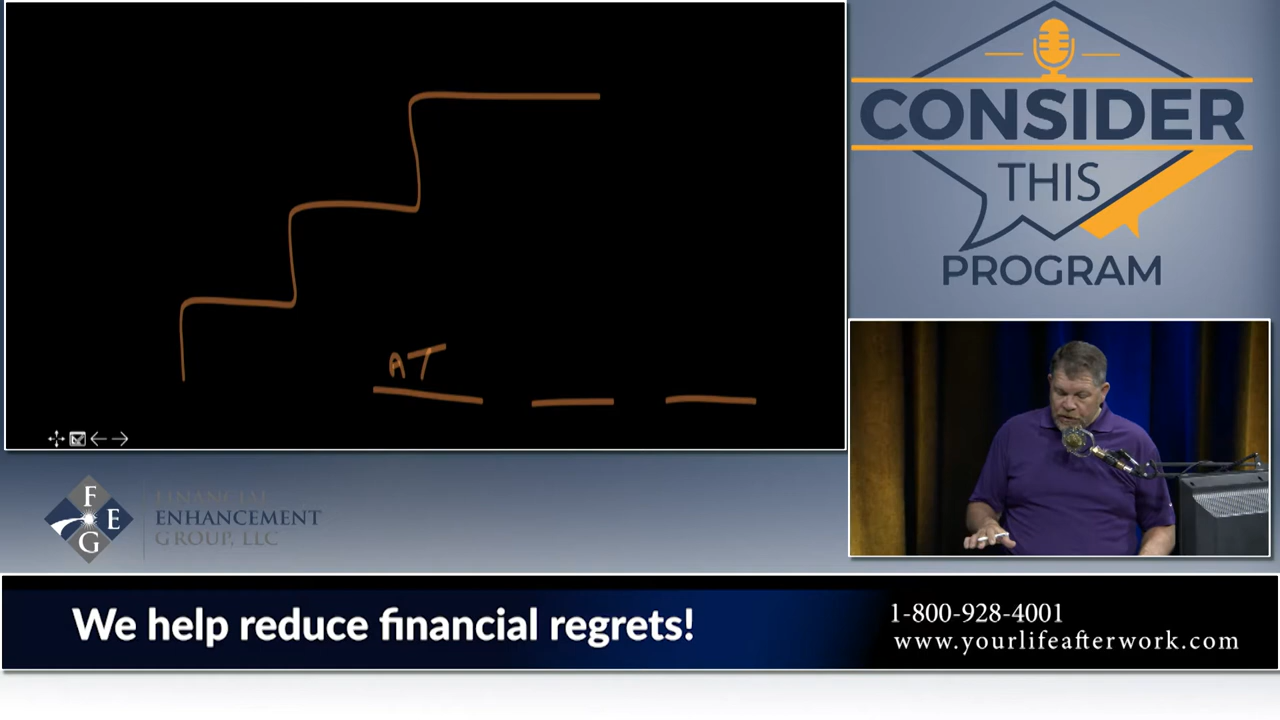 AT
CONSIDER
THIS
PROGRAM
F
E
G
FINANCIAL
ENHANCEMENT
GROUP, LLC
We help reduce financial regrets!
1-800-928-4001
www.yourlifeafterwork.com